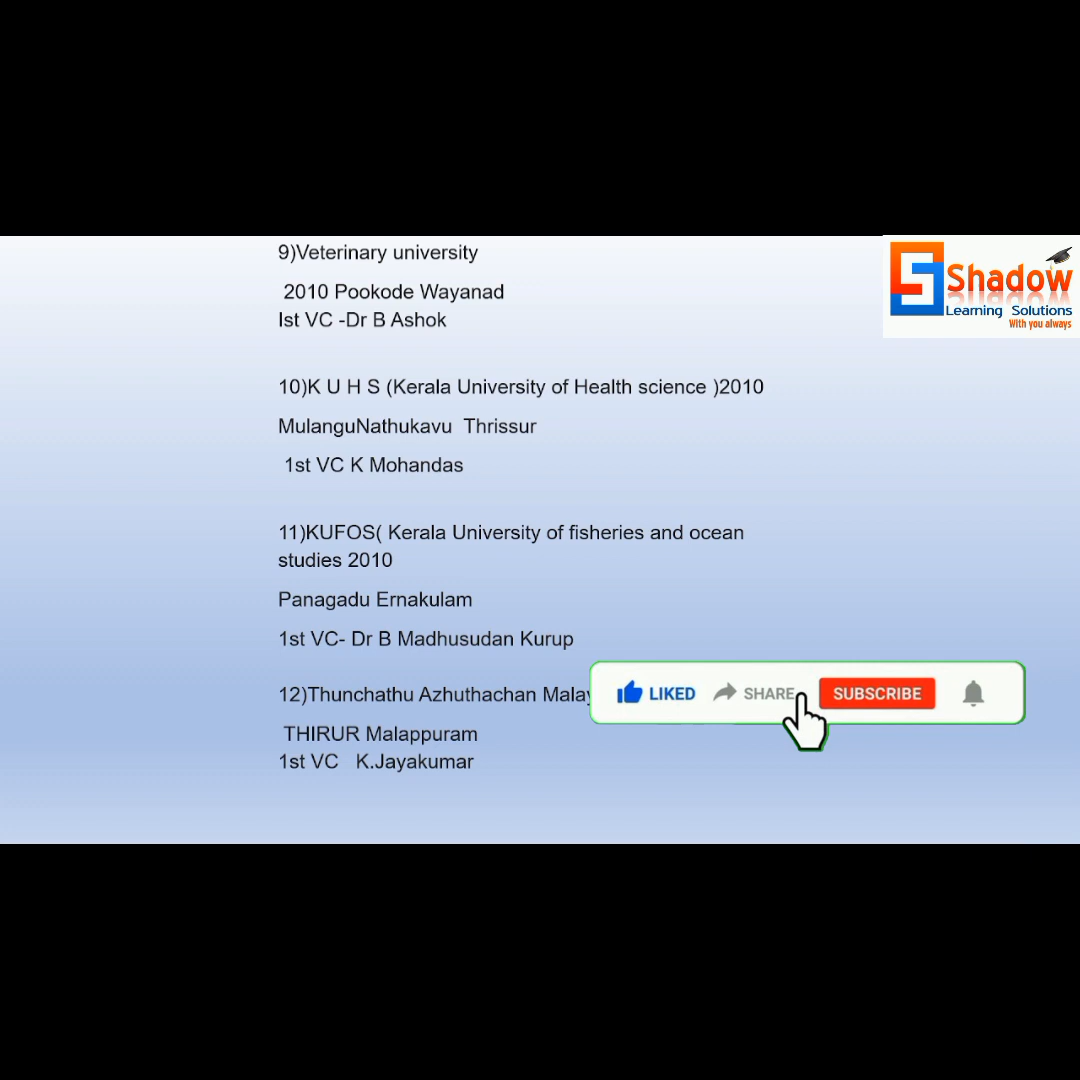 9)Veterinary university
2010 Pookode Wayanad
Ist VC -Dr B Ashok
10)K U H S (Kerala University of Health science )2010
MulanguNathukavu Thrissur
1st VC K Mohandas
11)KUFOS( Kerala University of fisheries and ocean
studies 2010
Panagadu Ernakulam
1st VC- Dr B Madhusudan Kurup
12)Thunchathu Azhuthachan
THIRUR Malappuram
1st VC K.Jayakumar
Shadow
Learning Solutions
With you always
LIKED SHARE SUBSCRIBE